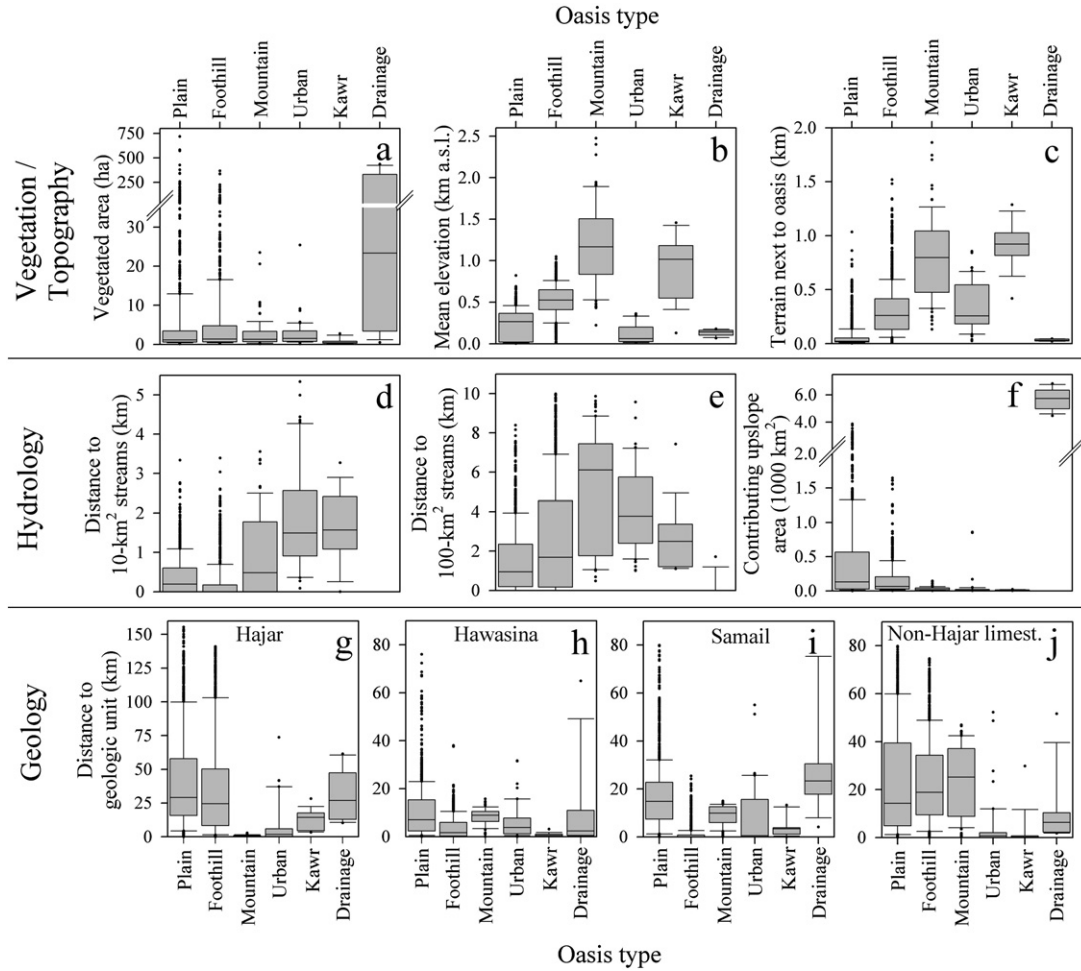 Oasis type
Plain
Foothill
Mountain
Urban
Kawr
Drainage
Plain
Foothill
Mountain
Urban
Kawr
Drainage
Plain
Foothill
Mountain
Urban
Kawr
Drainage
Vegetation /
Topography
Vegetated area (ha)
750
500
250
30
20
10
0
a
Mean elevation (km a.s.l.)
2.5
2.0
1.5
1.0
0.5
0.0
b
Terrain next to oasis (km)
2.0
1.5
1.0
0.5
0.0
c
Hydrology
Distance to
10-km² streams (km)
5
4
3
2
1
0
d
Distance to
100-km² streams (km)
10
8
6
4
2
0
e
Contributing upslope
area (1000 km²)
6.0
4.0
2.0
1.5
1.0
0.5
0.0
f
Geology
Distance to
geologic unit (km)
150
125
100
75
50
25
0
Hajar
g
80
60
40
20
0
Hawasina
h
80
60
40
20
0
Samail
i
80
60
40
20
0
Non-Hajar limest.
j
Plain
Foothill
Mountain
Urban
Kawr
Drainage
Plain
Foothill
Mountain
Urban
Kawr
Drainage
Plain
Foothill
Mountain
Urban
Kawr
Drainage
Plain
Foothill
Mountain
Urban
Kawr
Drainage
Oasis type